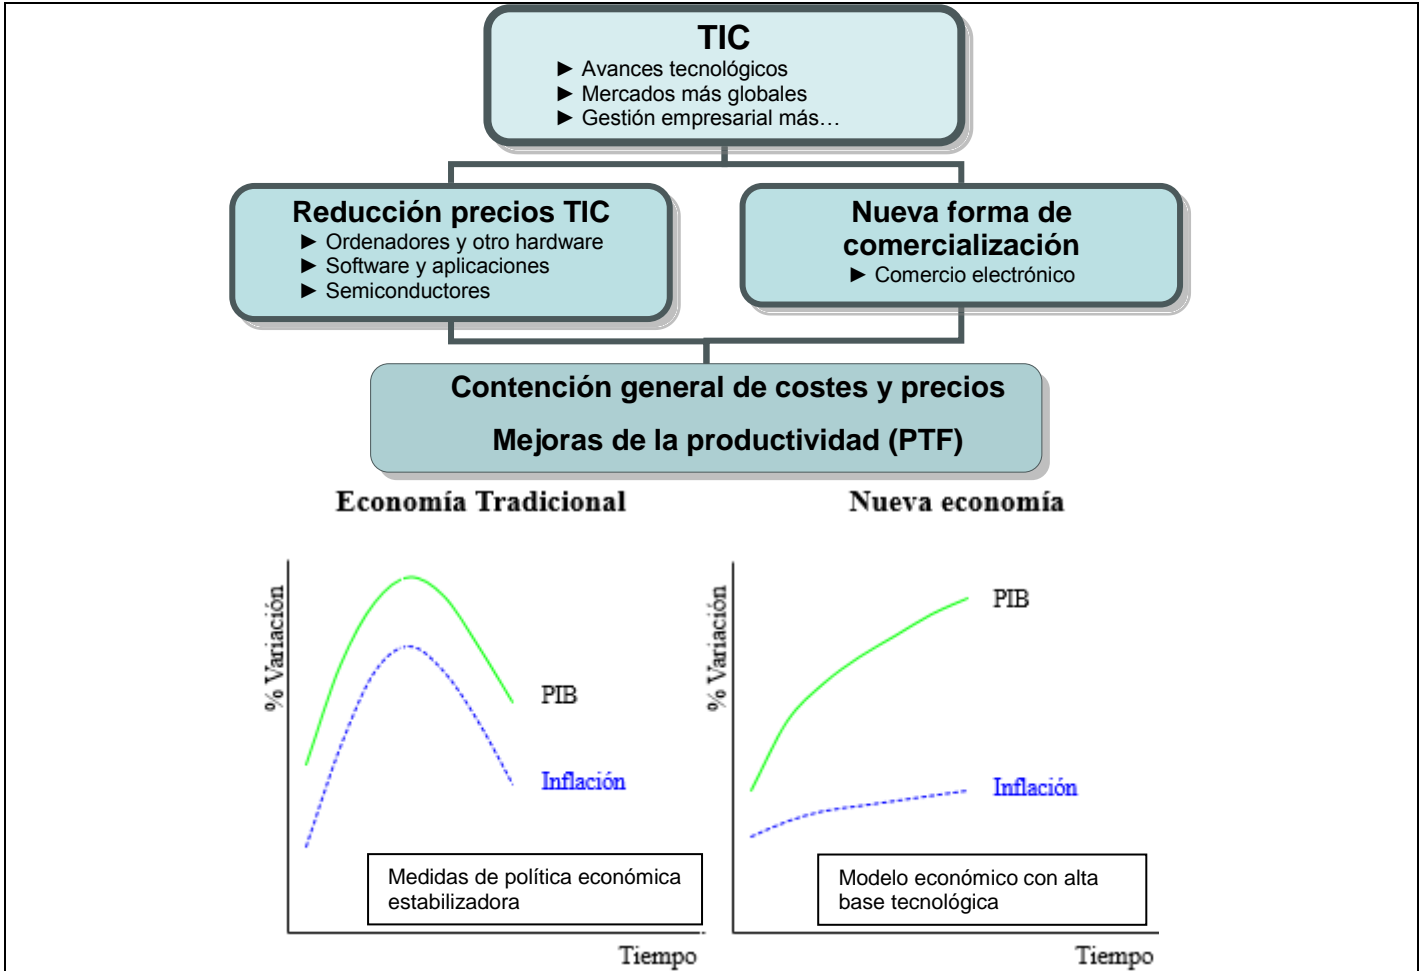 TIC
► Avances tecnológicos
► Mercados más globales
► Gestión empresarial más…
Reducción precios TIC
► Ordenadores y otro hardware
► Software y aplicaciones
► Semiconductores
Nueva forma de
comercialización
► Comercio electrónico
Contención general de costes y precios
Mejoras de la productividad (PTF)
Economía Tradicional
% Variación
PIB
Inflación
Medidas de política económica
estabilizadora
Tiempo
Nueva economía
% Variación
PIB
Inflación
Modelo económico con alta
base tecnológica
Tiempo